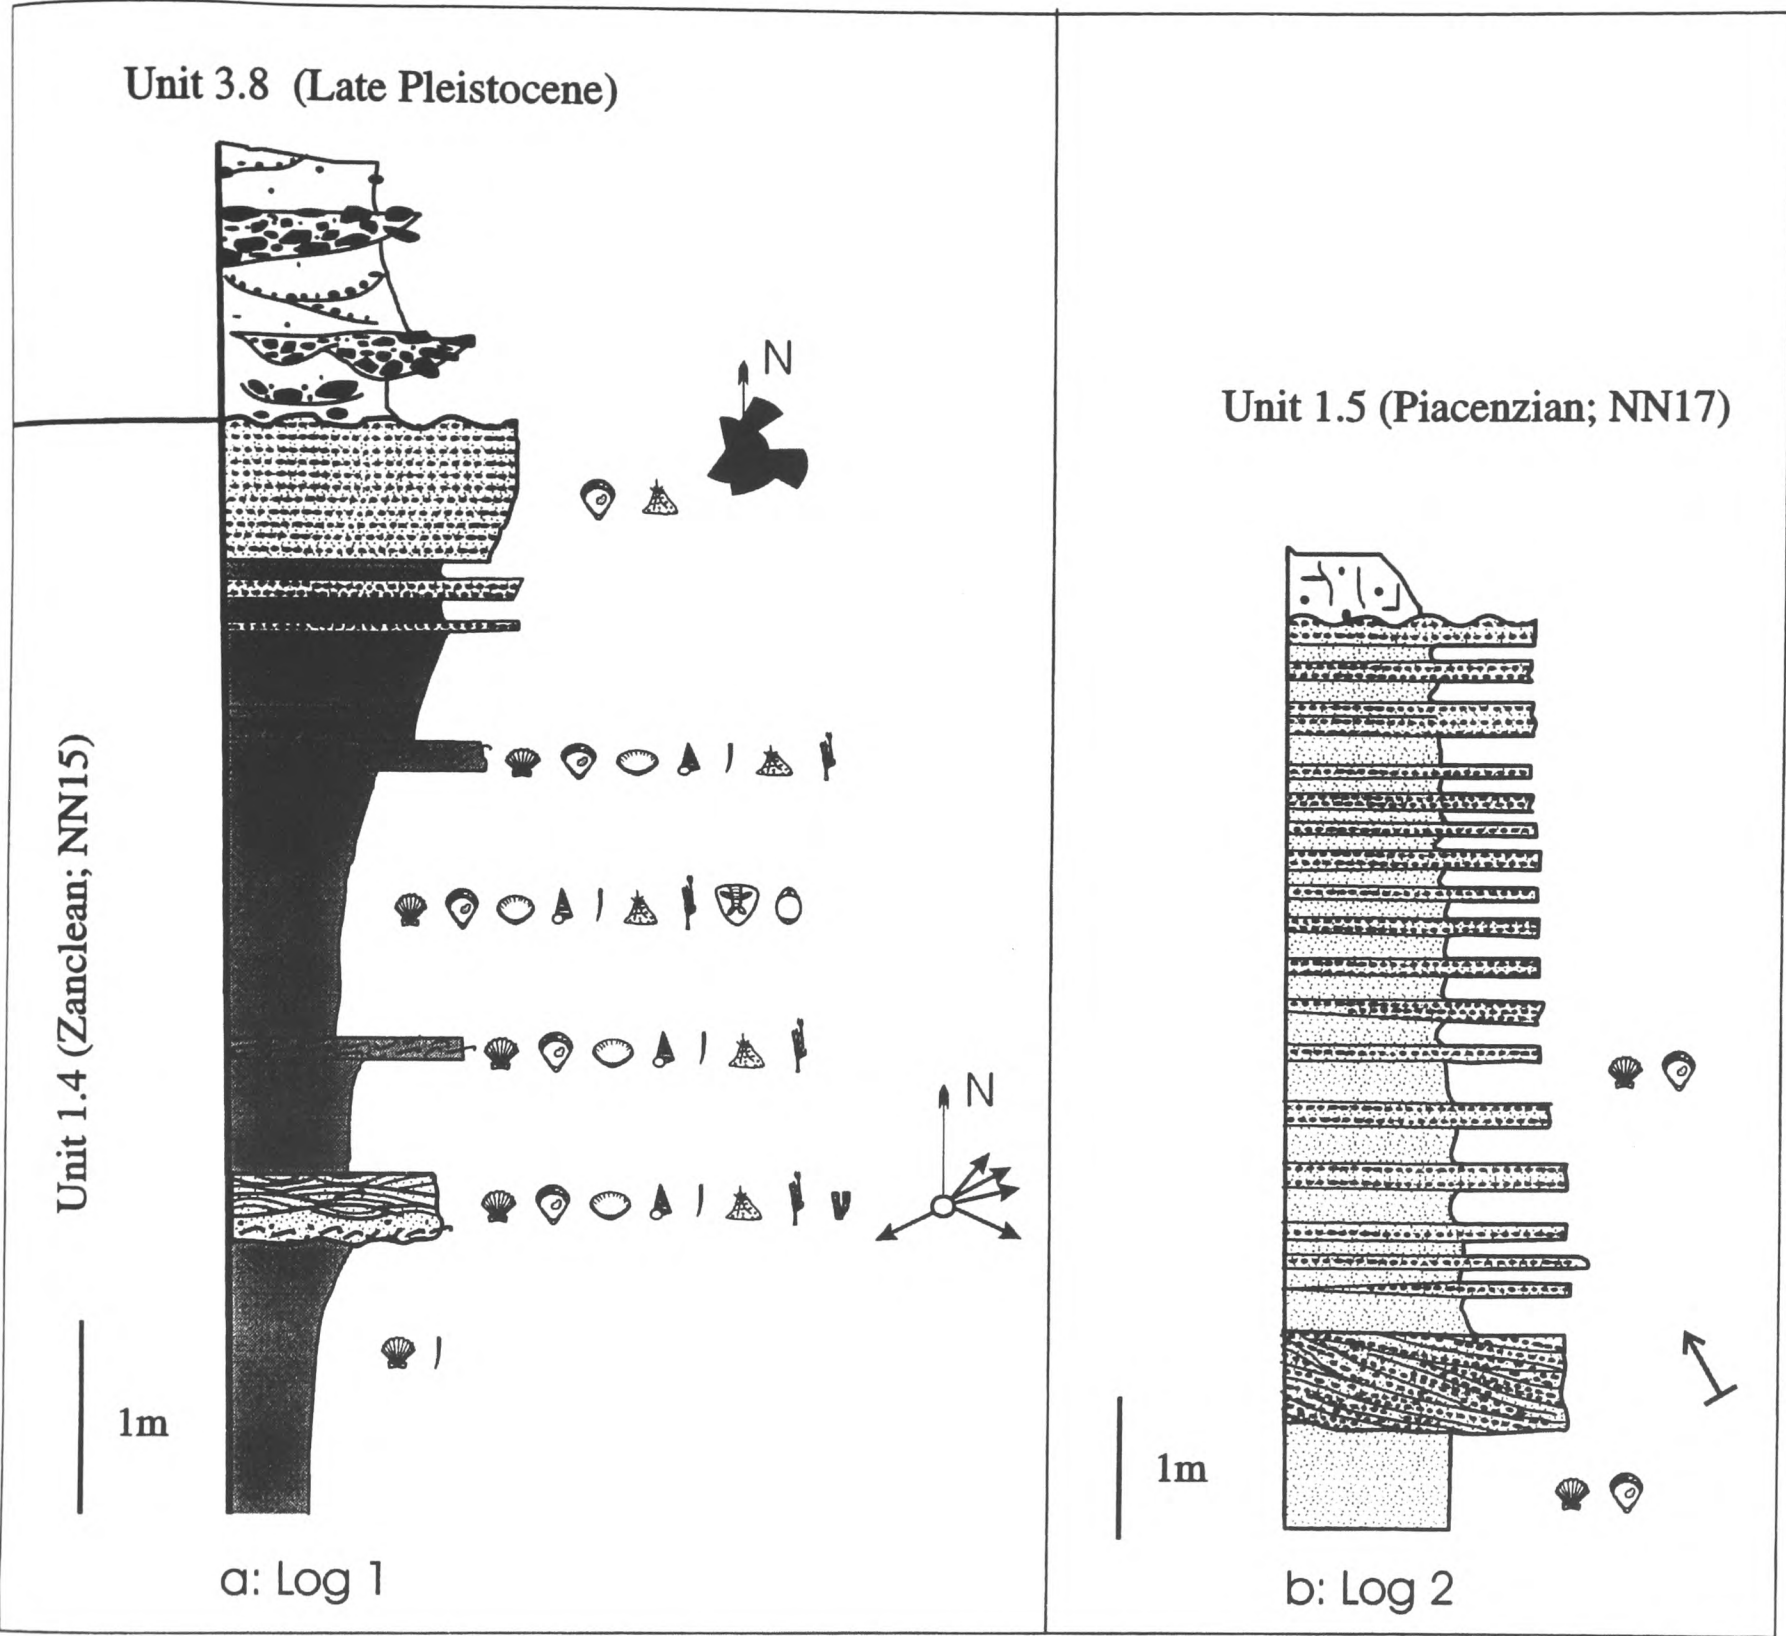 Unit 3.8 (Late Pleistocene)
N
Unit 1.4 (Zanclean; NN15)
N
1m
a: Log 1
Unit 1.5 (Piacenzian; NN17)
1m
b: Log 2